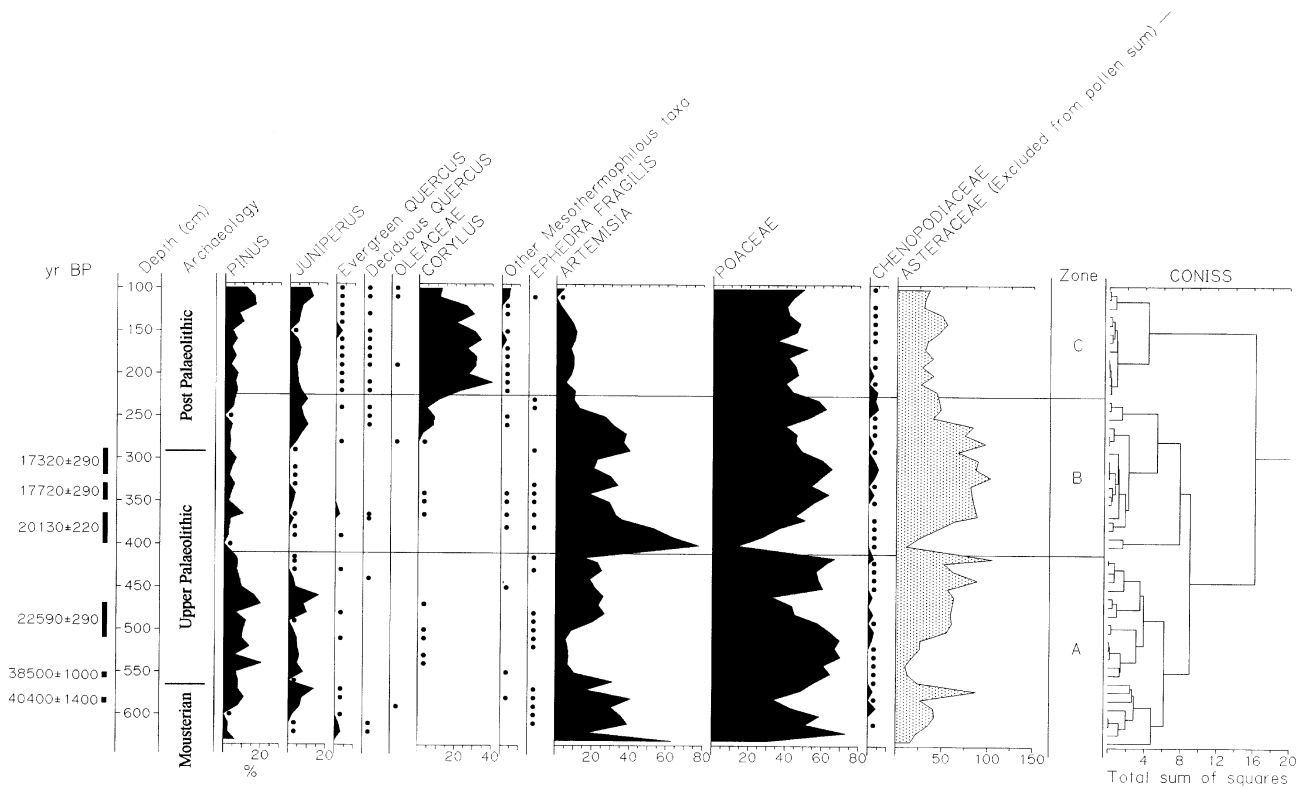 yr BP
Depth (cm)
Archaeology
PINUS
JUNIPERUS
Evergreen QUERCUS
Deciduous QUERCUS
OLEACEAE
CORYLUS
Other Mesothermophilous taxa
EPHEDRA FRAGILIS
ARTEMISIA
POACEAE
CHENOPODIACEAE
ASTERACEAE (Excluded from pollen sum)
Zone
CONISS
100
150
200
250
300
350
400
450
500
550
600
17320±290
17720±290
20130±220
22590±290
38500±1000
40400±1400
Post Palaeolithic
Upper Palaeolithic
Mousterian
C
B
A
20
%
20
20 40
20 40 60 80
20 40 60 80
50 100 150
4 8 12 16 20
Total sum of squares